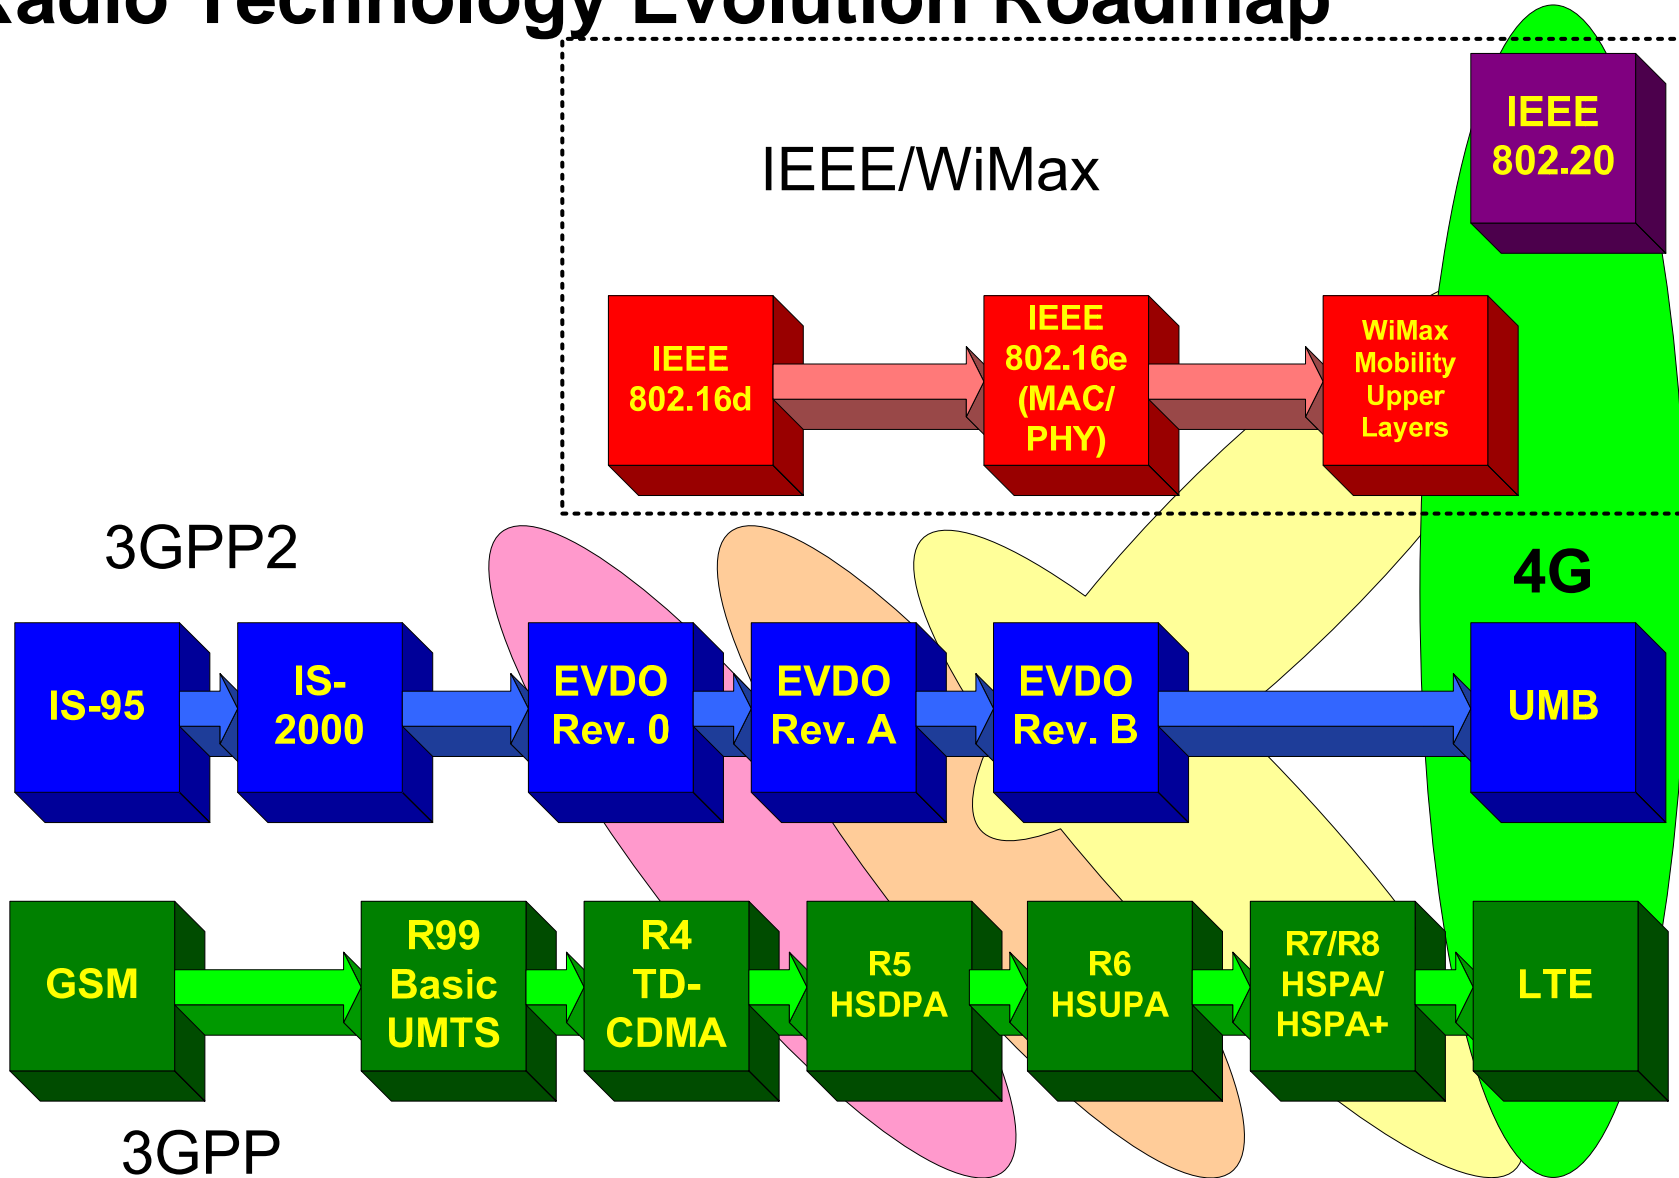 Radio Technology Evolution Roadmap
IEEE
802.20
IEEE/WiMax
IEEE
802.16d
IEEE
802.16e
(MAC/
PHY)
WiMax
Mobility
Upper
Layers
3GPP2
4G
IS-95
IS-
2000
EVDO
Rev. 0
EVDO
Rev. A
EVDO
Rev. B
UMB
GSM
R99
Basic
UMTS
R4
TD-
CDMA
R5
HSDPA
R6
HSUPA
R7/R8
HSPA/
HSPA+
LTE
3GPP